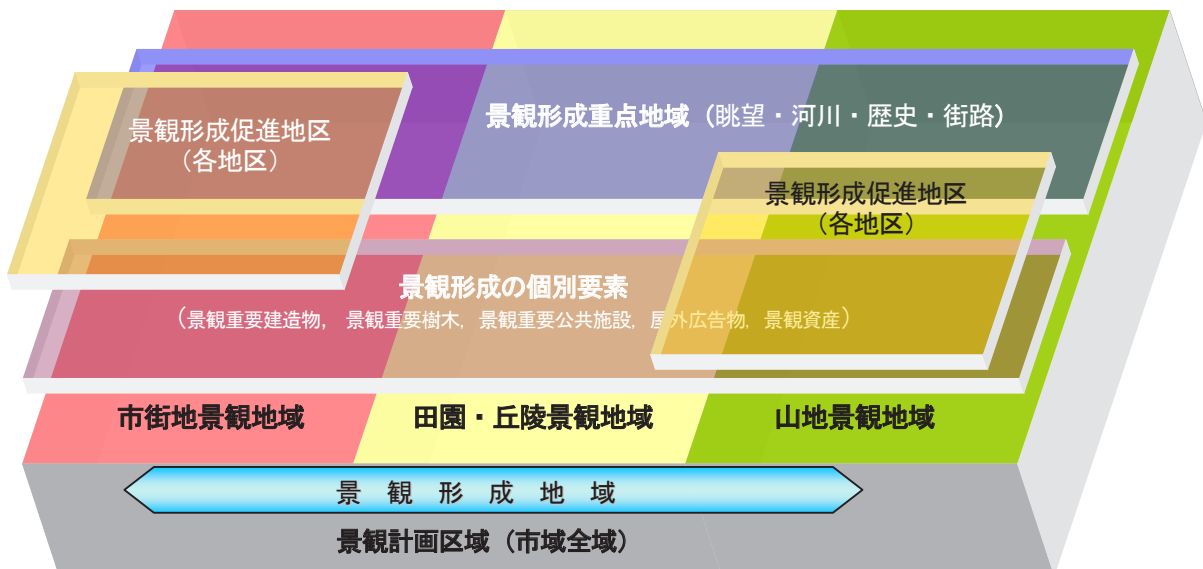 景観形成重点地域（眺望・河川・歴史・街路）
景観形成促進地区
（各地区）
景観形成促進地区
（各地区）
景観形成の個別要素
（景観重要建造物，景観重要樹木，景観重要公共施設，屋外広告物，景観資産）
市街地景観地域
田園・丘陵景観地域
山地景観地域
景観形成地域
景観計画区域（市域全域）